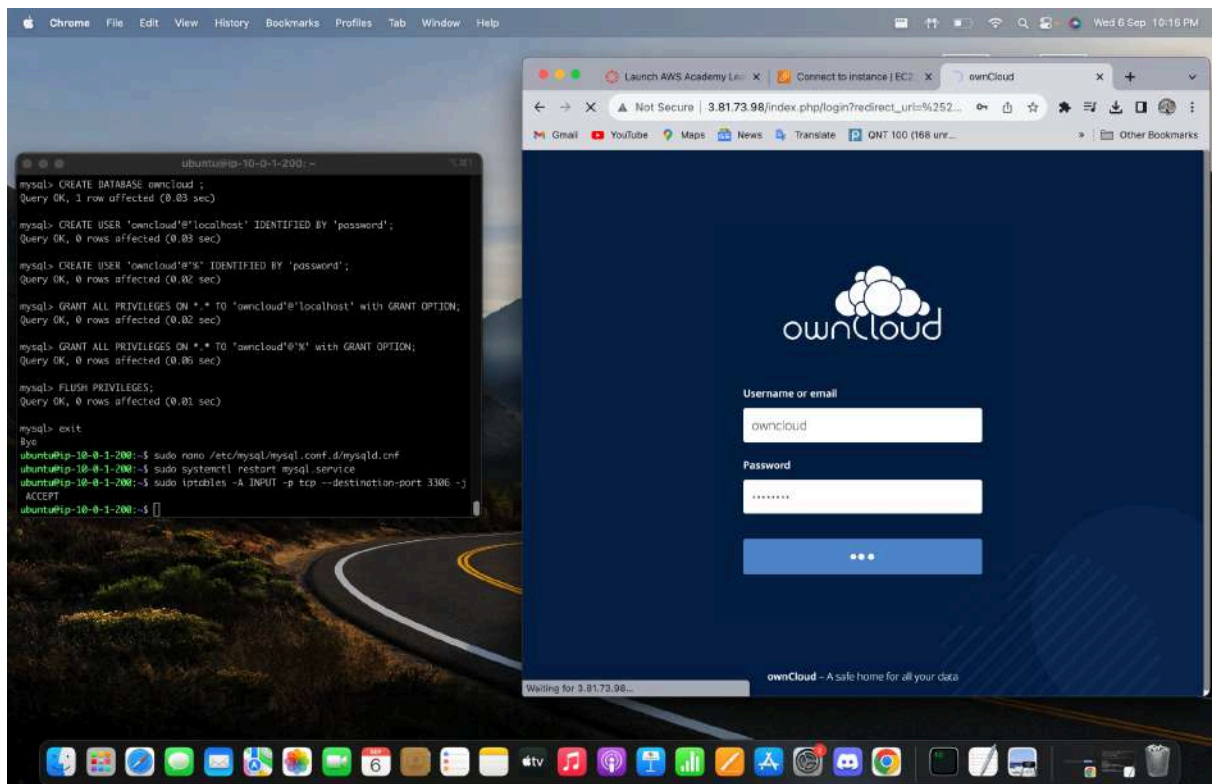 Chrome File Edit View History Bookmarks Profiles Tab Window Help
Wed 6 Sep 10:16 PM
Launch AWS Academy Lea
Connect to instance | EC2
ownCloud
Not Secure | 3.81.73.98/index.php/login?redirect_url=%252...
Gmail YouTube Maps News Translate QNT 100 (168 unr...
» Other Bookmarks
ubuntu@ip-10-0-1-200: ~
mysql> CREATE DATABASE owncloud ;
Query OK, 1 row affected (0.03 sec)
mysql> CREATE USER 'owncloud'@'localhost' IDENTIFIED BY 'password';
Query OK, 0 rows affected (0.03 sec)
mysql> CREATE USER 'owncloud'@'%' IDENTIFIED BY 'password';
Query OK, 0 rows affected (0.02 sec)
mysql> GRANT ALL PRIVILEGES ON *.* TO 'owncloud'@'localhost' with GRANT OPTION;
Query OK, 0 rows affected (0.02 sec)
mysql> GRANT ALL PRIVILEGES ON *.* TO 'owncloud'@'%' with GRANT OPTION;
Query OK, 0 rows affected (0.06 sec)
mysql> FLUSH PRIVILEGES;
Query OK, 0 rows affected (0.01 sec)
mysql> exit
Bye
ubuntu@ip-10-0-1-200:~$ sudo nano /etc/mysql/mysql.conf.d/mysqld.cnf
ubuntu@ip-10-0-1-200:~$ sudo systemctl restart mysql.service
ubuntu@ip-10-0-1-200:~$ sudo iptables -A INPUT -p tcp --destination-port 3306 -j
ACCEPT
ubuntu@ip-10-0-1-200:~$
ownCloud
Username or email
owncloud
Password
........
ownCloud – A safe home for all your data
Waiting for 3.81.73.98...
SEP
6
tv